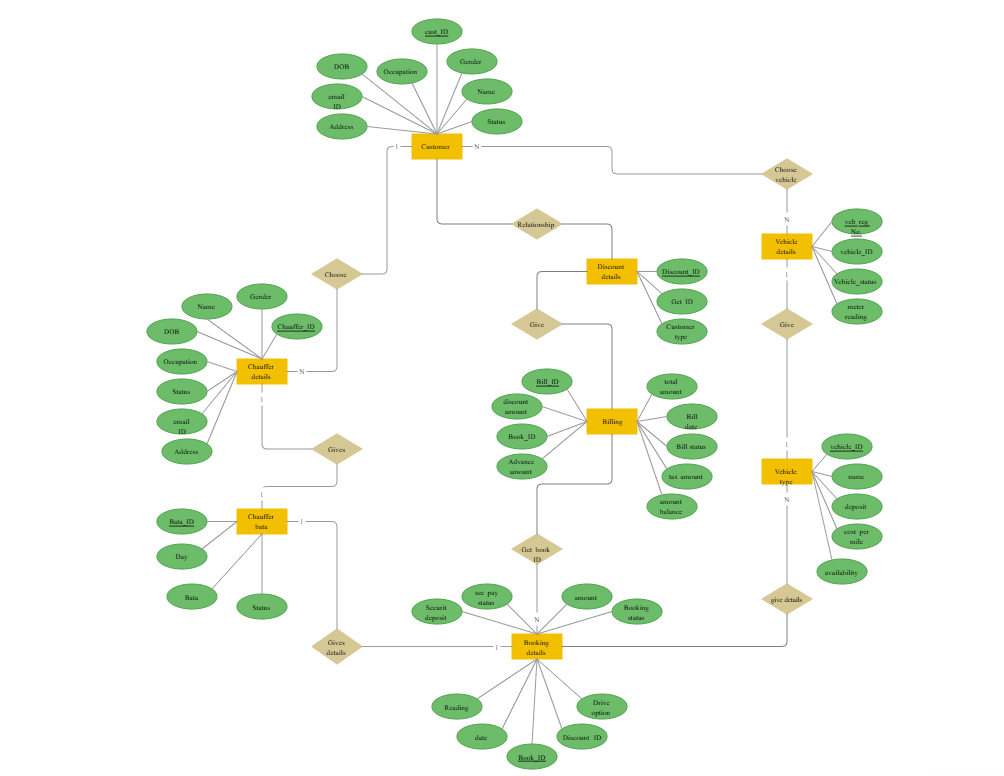 cust_ID
Gender
DOB
Occupation
Name
email
ID
Address
Status
Customer
1
N
Choose
vehicle
N
Relationship
veh_reg_
No
Vehicle
details
vehicle_ID
Vehicle_status
meter
reading
1
Choose
Discount
details
Discount_ID
Get_ID
Customer
type
Give
Give
Gender
Name
Chauffer_ID
DOB
Occupation
Chauffer
details
N
Status
email
ID
Address
1
Bill_ID
total
amount
discount
amount
Bill
date
Billing
Book_ID
Bill status
Advance
amount
tax amount
amount
balance
1
vehicle_ID
Vehicle
type
name
N
deposit
cost per
mile
availability
Gives
1
Bata_ID
Chauffer
bata
1
Day
Bata
Status
Get book
ID
give details
sec pay
status
amount
Securit
deposit
Booking
status
N
Gives
details
1
Booking
details
Reading
Drive
option
date
Discount_ID
Book_ID